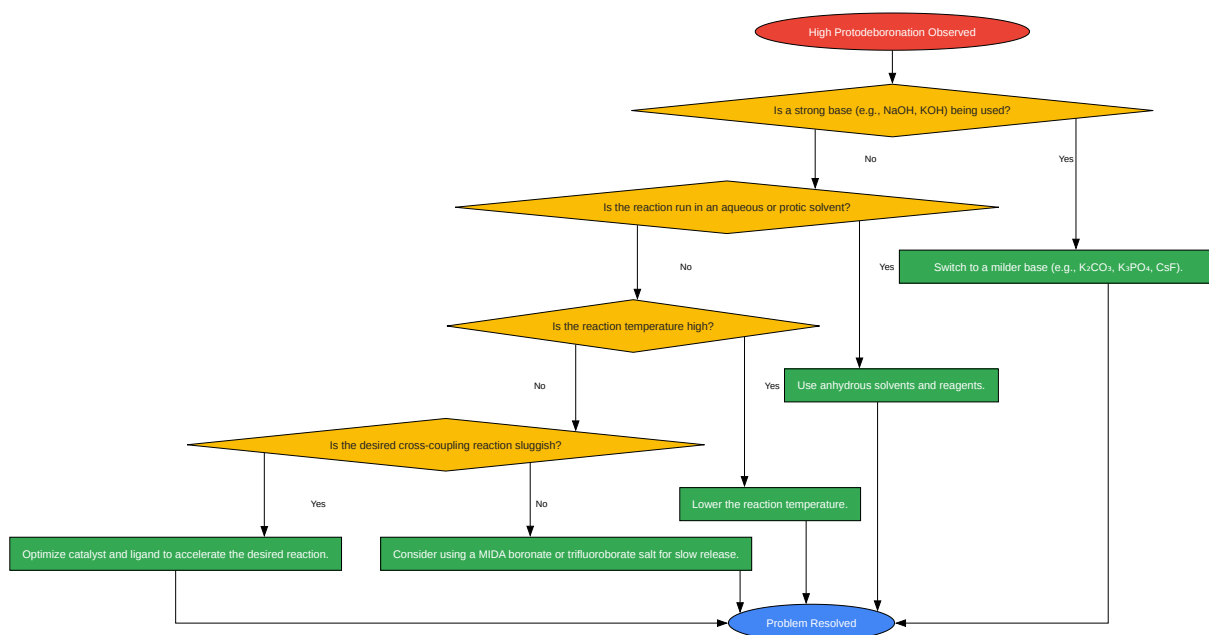 High Protodeboronation Observed
Is a strong base (e.g., NaOH, KOH) being used?
No
Yes
Is the reaction run in an aqueous or protic solvent?
No
Yes
Switch to a milder base (e.g., K₂CO₃, K₃PO₄, CsF).
Is the reaction temperature high?
No
Yes
Use anhydrous solvents and reagents.
Is the desired cross-coupling reaction sluggish?
Yes
No
Lower the reaction temperature.
Optimize catalyst and ligand to accelerate the desired reaction.
Consider using a MIDA boronate or trifluoroborate salt for slow release.
Problem Resolved